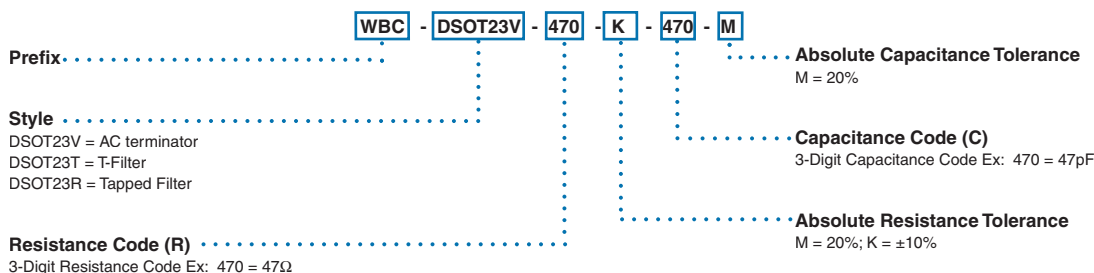 WBC - DSOT23V - 470 - K - 470 - M
Prefix
Absolute Capacitance Tolerance
M = 20%
Style
DSOT23V = AC terminator
DSOT23T = T-Filter
DSOT23R = Tapped Filter
Capacitance Code (C)
3-Digit Capacitance Code Ex: 470 = 47pF
Absolute Resistance Tolerance
M = 20%; K = ±10%
Resistance Code (R)
3-Digit Resistance Code Ex: 470 = 47Ω